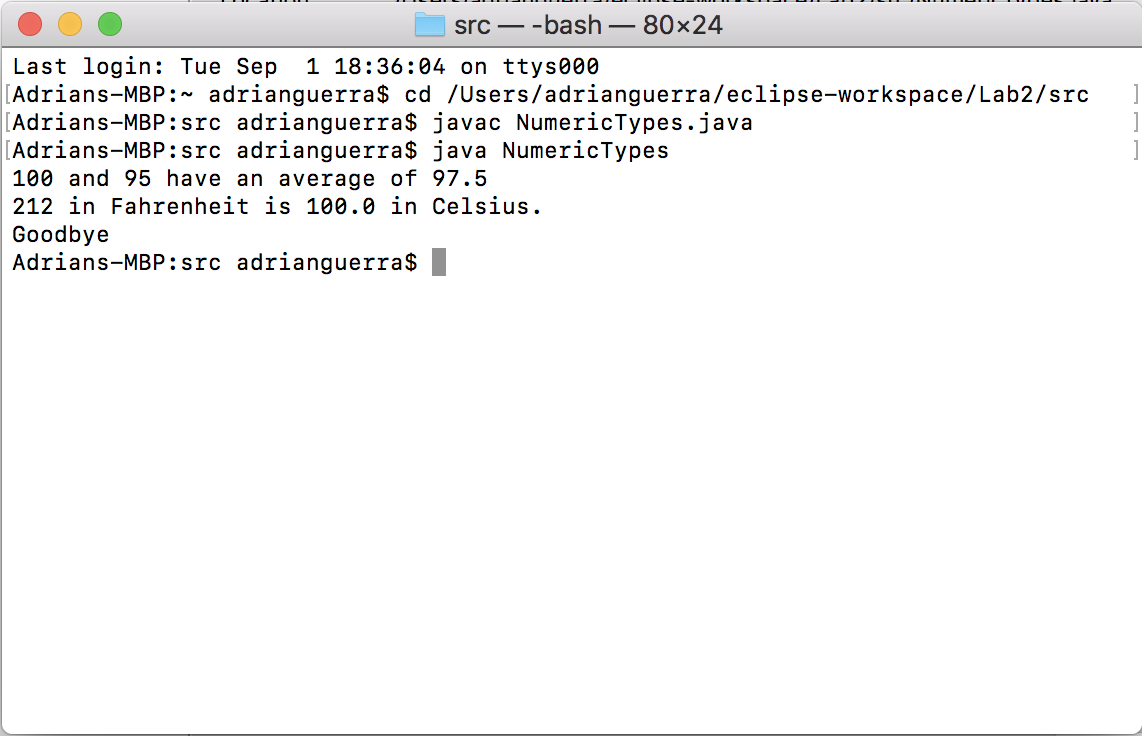 src — -bash — 80×24
Last login: Tue Sep  1 18:36:04 on ttys000
[Adrians-MBP:~ adrianguerra$ cd /Users/adrianguerra/eclipse-workspace/Lab2/src ]
[Adrians-MBP:src adrianguerra$ javac NumericTypes.java ]
[Adrians-MBP:src adrianguerra$ java NumericTypes ]
100 and 95 have an average of 97.5
212 in Fahrenheit is 100.0 in Celsius.
Goodbye
Adrians-MBP:src adrianguerra$